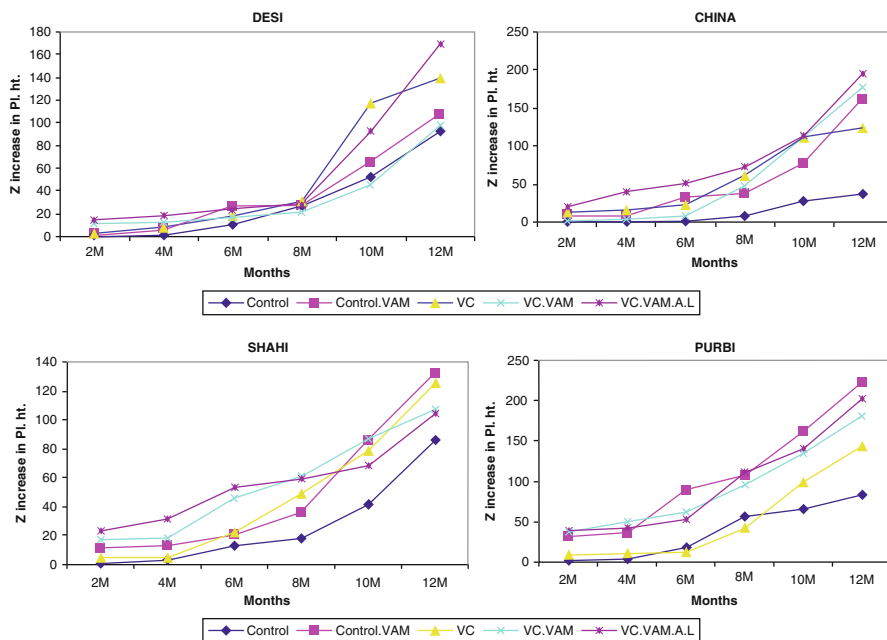 DESI
Z increase in Pl. ht.
180
160
140
120
100
80
60
40
20
0
2M 4M 6M 8M 10M 12M
Months
CHINA
Z increase in Pl. ht.
250
200
150
100
50
0
2M 4M 6M 8M 10M 12M
Months
Control Control.VAM VC VC.VAM VC.VAM.A.L
SHAHI
Z increase in Pl. ht.
140
120
100
80
60
40
20
0
2M 4M 6M 8M 10M 12M
Months
PURBI
Z increase in Pl. ht.
250
200
150
100
50
0
2M 4M 6M 8M 10M 12M
Months
Control Control.VAM VC VC.VAM VC.VAM.A.L